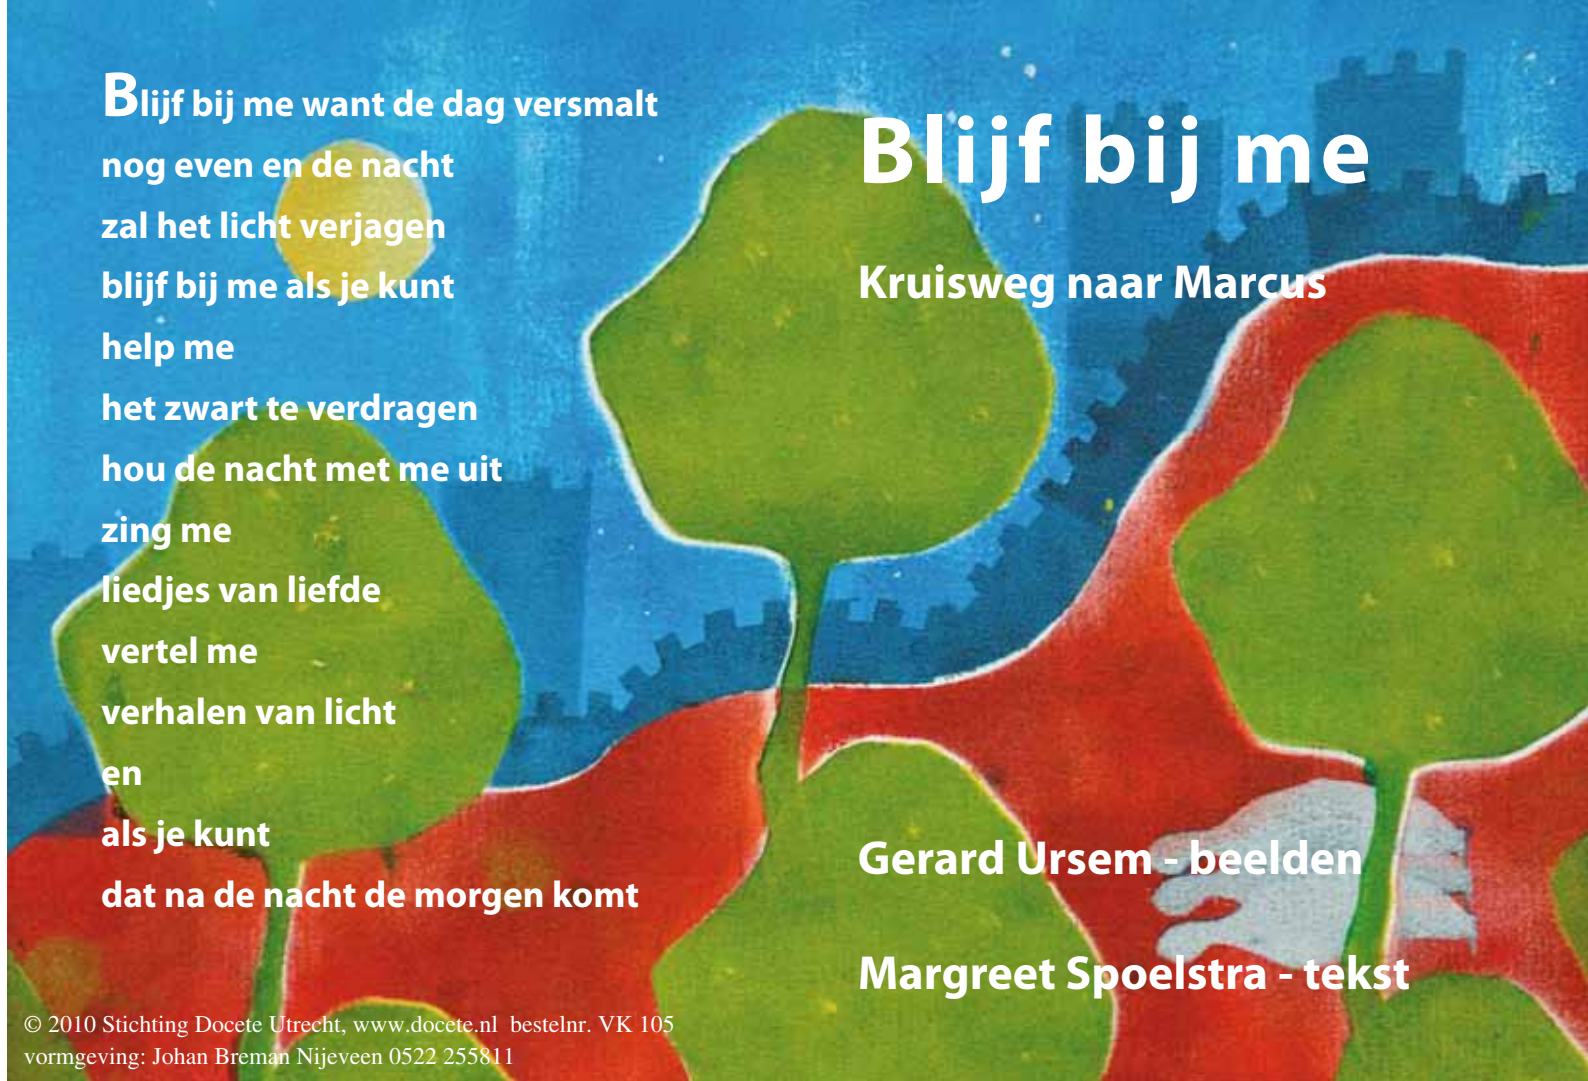 Blijf bij me want de dag versmalt
nog even en de nacht
zal het licht verjagen
blijf bij me als je kunt
help me
het zwart te verdragen
hou de nacht met me uit
zing me
liedjes van liefde
vertel me
verhalen van licht
en
als je kunt
dat na de nacht de morgen komt
© 2010 Stichting Docete Utrecht, www.docete.nl bestelnr. VK 105
vormgeving: Johan Breman Nijeveen 0522 255811
Blijf bij me
Kruisweg naar Marcus
Gerard Ursem - beelden
Margreet Spoelstra - tekst